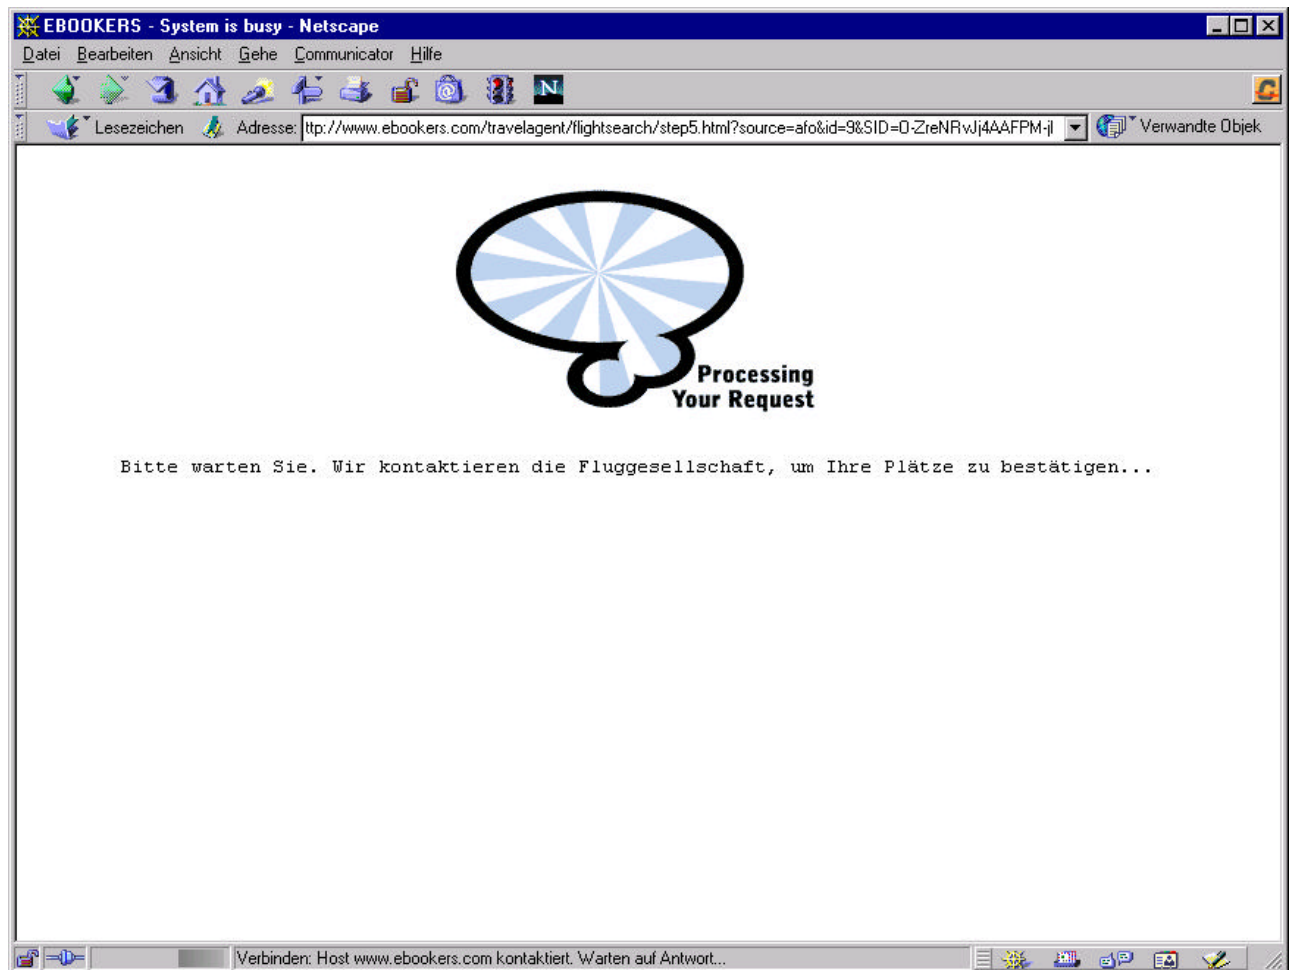 EBOOKERS - System is busy - Netscape
Datei Bearbeiten Ansicht Gehe Communicator Hilfe
N
Lesezeichen Adresse: ttp://www.ebookers.com/travelagent/flightsearch/step5.html?source=afo&id=9&SID=O-ZreNRwJj4AAFPM-jl Verwandte Objek
Processing
Your Request
Bitte warten Sie. Wir kontaktieren die Fluggesellschaft, um Ihre Plätze zu bestätigen...
Verbinden: Host www.ebookers.com kontaktiert. Warten auf Antwort...